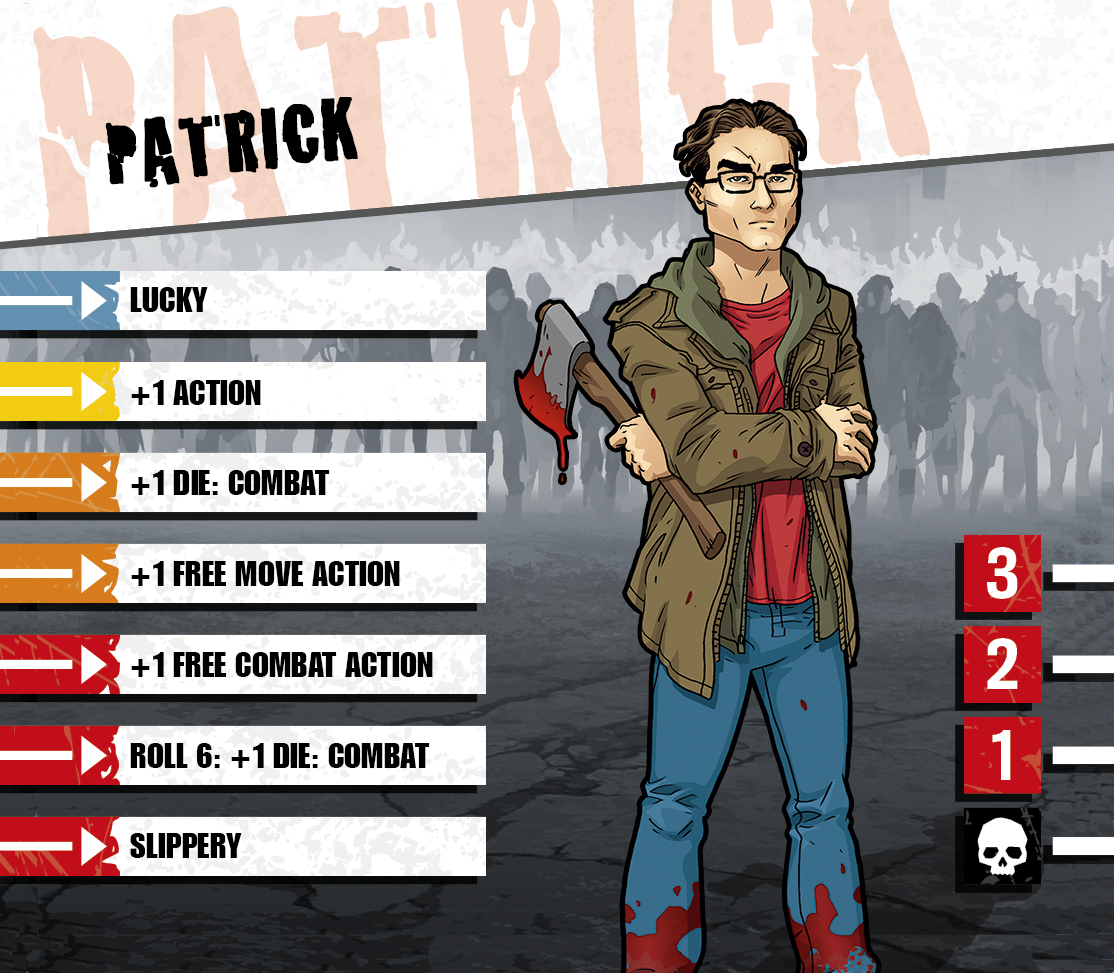 PATRICK
PATRICK
LUCKY
+1 ACTION
+1 DIE: COMBAT
+1 FREE MOVE ACTION
+1 FREE COMBAT ACTION
ROLL 6: +1 DIE: COMBAT
SLIPPERY
3
2
1